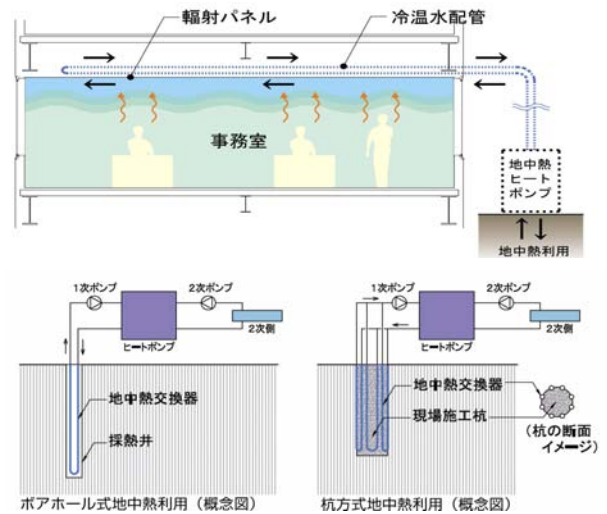 輻射パネル
冷温水配管
事務室
地中熱
ヒート
ポンプ
地中熱利用
1次ポンプ
2次ポンプ
ヒートポンプ
2次側
地中熱交換器
採熱井
ボアホール式地中熱利用（概念図）
1次ポンプ
2次ポンプ
ヒートポンプ
2次側
地中熱交換器
現場施工杭
(杭の断面
イメージ)
杭方式地中熱利用（概念図）